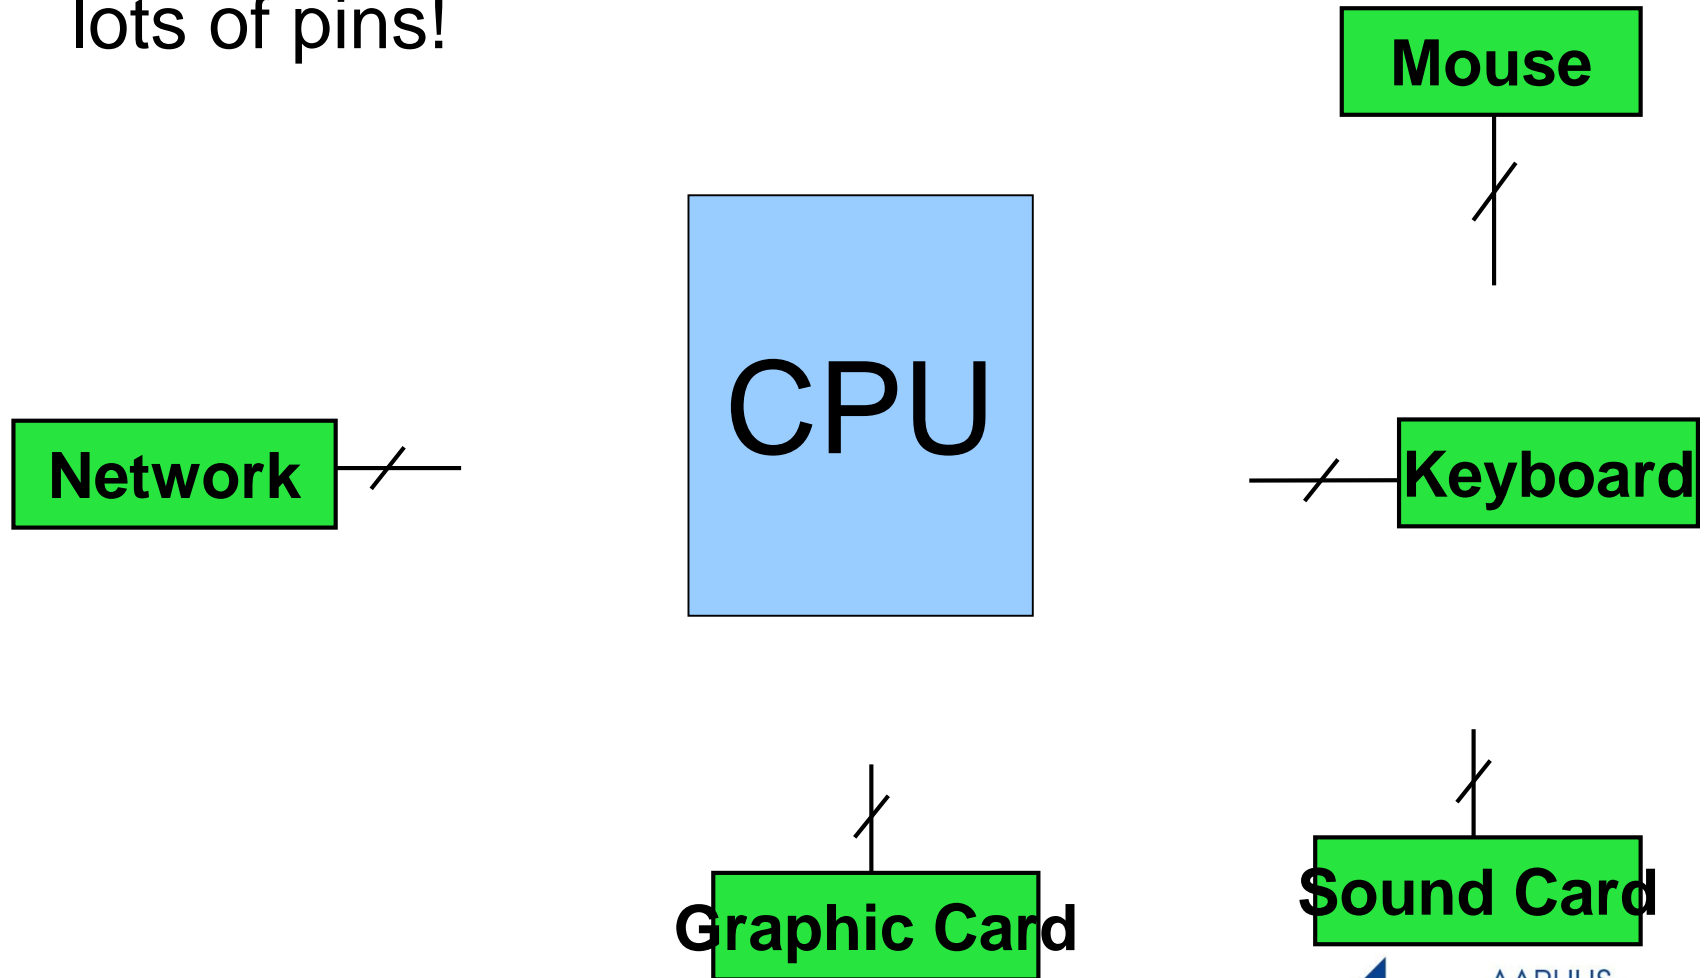 lots of pins!
Mouse
CPU
Network
Keyboard
Sound Card
Graphic Card